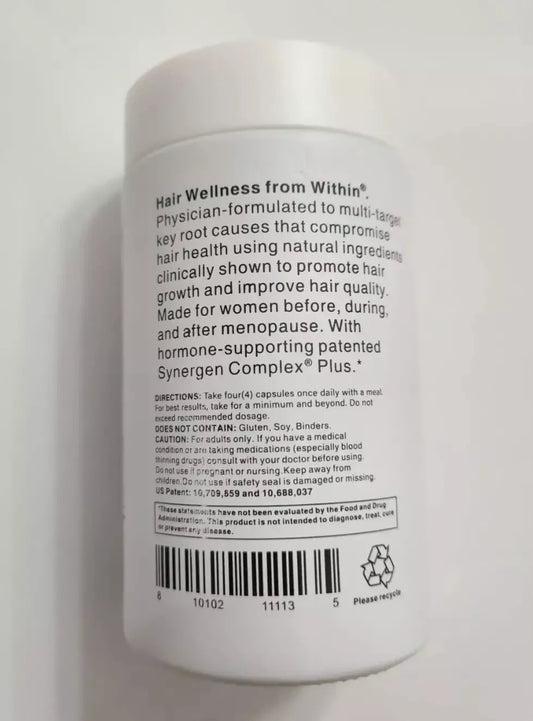 Hair Wellness from Within®.
Physician-formulated to multi-target
key root causes that compromise
hair health using natural ingredients
clinically shown to promote hair
growth and improve hair quality.
Made for women before, during,
and after menopause. With
hormone-supporting patented
Synergen Complex® Plus.*
DIRECTIONS: Take four(4) capsules once daily with a meal.
For best results, take for a minimum and beyond. Do not
exceed recommended dosage.
DOES NOT CONTAIN: Gluten, Soy, Binders.
CAUTION: For adults only. If you have a medical
condition or are taking medications (especially blood
thinning drugs) consult with your doctor before using.
Do not use if pregnant or nursing.Keep away from
children.Do not use if safety seal is damaged or missing.
US Patent: 10,709,859 and 10,688,037
*These statements have not been evaluated by the Food and Drug
Administration. This product is not intended to diagnose, treat, cure
or prevent any disease.
8 10102 11113 5
Please recycle